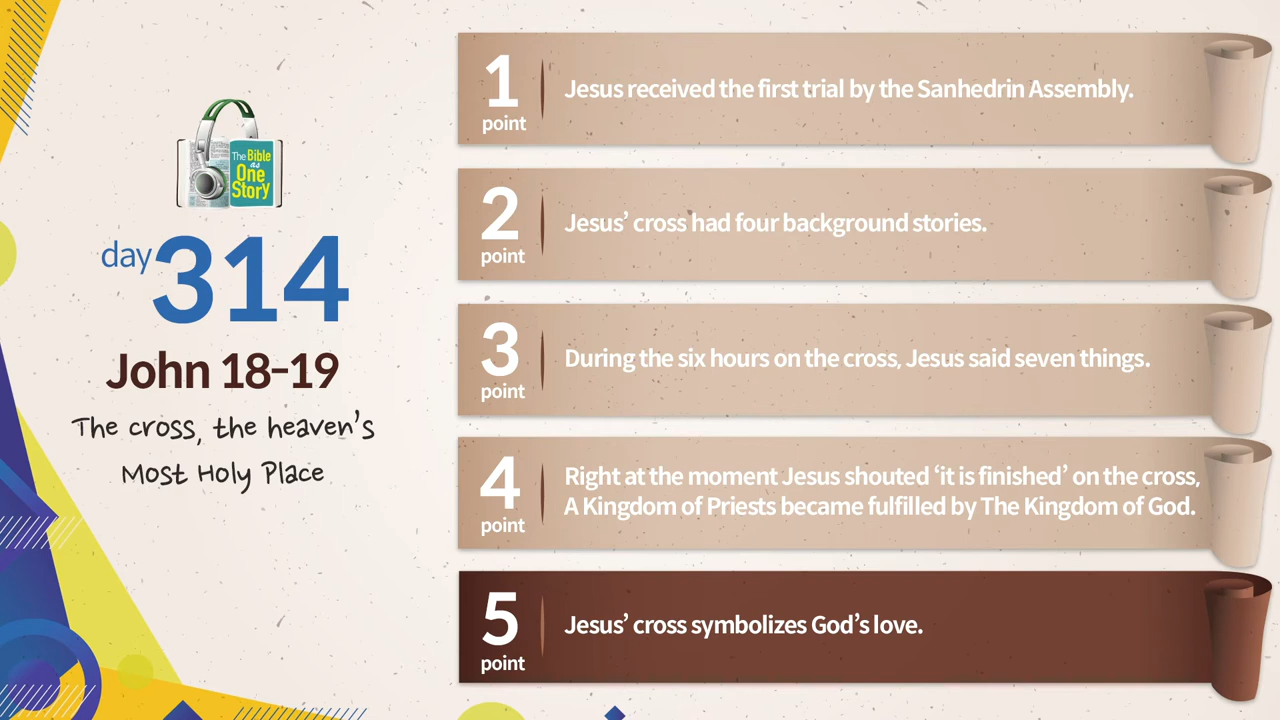 The Bible
as
One
Story
day 314
John 18-19
The cross, the heaven's
Most Holy Place
1
point
Jesus received the first trial by the Sanhedrin Assembly.
2
point
Jesus’ cross had four background stories.
3
point
During the six hours on the cross, Jesus said seven things.
4
point
Right at the moment Jesus shouted ‘it is finished’ on the cross,
A Kingdom of Priests became fulfilled by The Kingdom of God.
5
point
Jesus’ cross symbolizes God’s love.